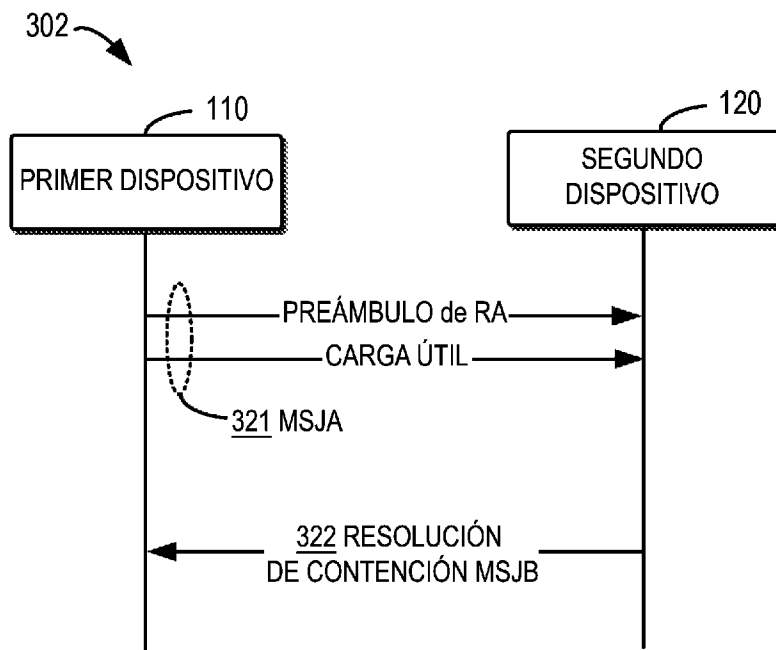 302
110
120
PRIMER DISPOSITIVO
SEGUNDO
DISPOSITIVO
PREÁMBULO de RA
CARGA ÚTIL
321 MSJA
322 RESOLUCIÓN
DE CONTENCIÓN MSJB